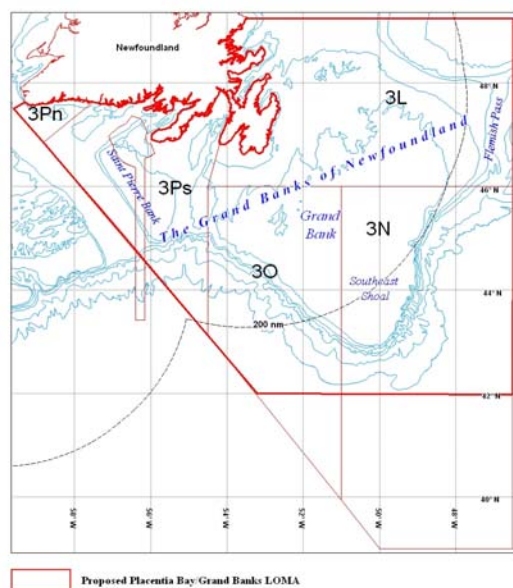 Newfoundland
48° N
3L
3Pn
Flemish Pass
Saint Pierre Bank
3Ps
The Grand Banks of Newfoundland
46° N
Grand
Bank
3N
3O
Southeast
Shoal
44° N
200 nm
42° N
40° N
58° W
56° W
54° W
52° W
50° W
48° W
Proposed Placentia Bay/Grand Banks LOMA